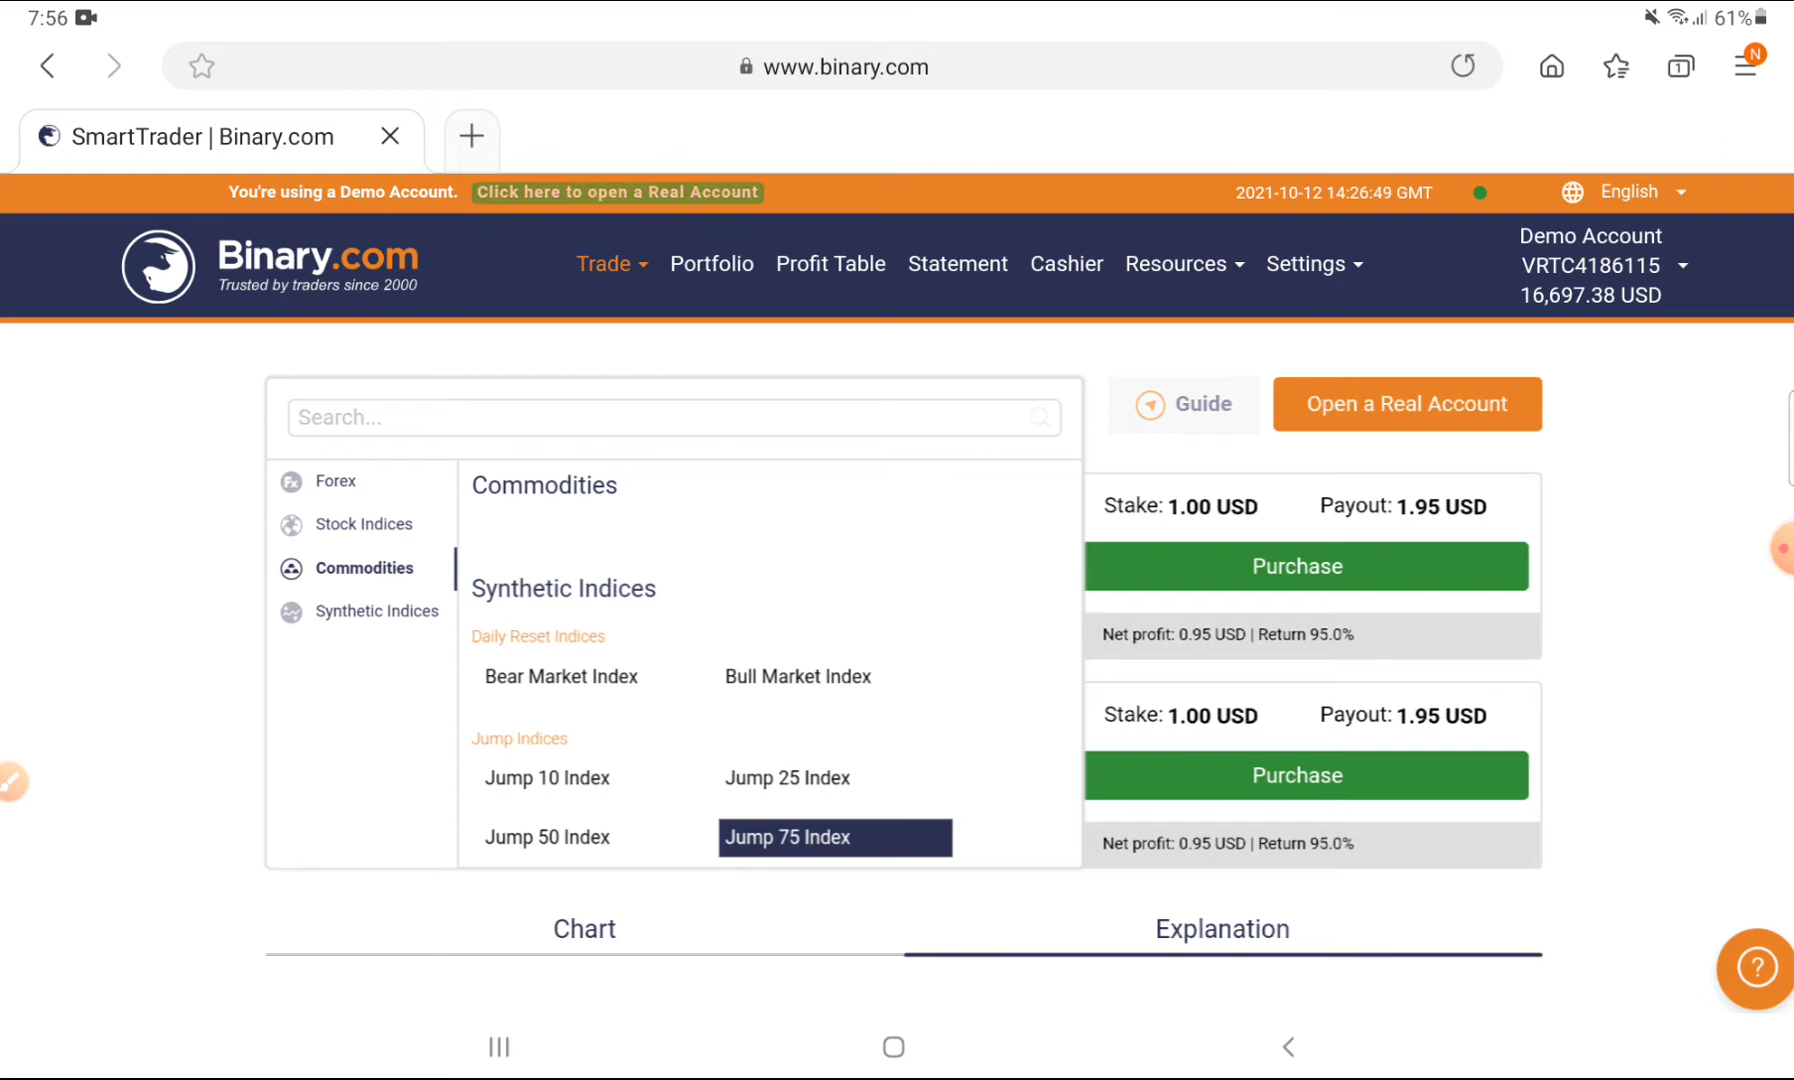 7:56
61%
www.binary.com
1
N
SmartTrader | Binary.com
You're using a Demo Account. Click here to open a Real Account
2021-10-12 14:26:49 GMT
English
Binary.com
Trusted by traders since 2000
Trade
Portfolio
Profit Table
Statement
Cashier
Resources
Settings
Demo Account
VRTC4186115
16,697.38 USD
Search...
Guide
Open a Real Account
Fx Forex
Stock Indices
Commodities
Synthetic Indices
Commodities
Synthetic Indices
Daily Reset Indices
Bear Market Index
Bull Market Index
Jump Indices
Jump 10 Index
Jump 25 Index
Jump 50 Index
Jump 75 Index
Stake: 1.00 USD
Payout: 1.95 USD
Purchase
Net profit: 0.95 USD | Return 95.0%
Stake: 1.00 USD
Payout: 1.95 USD
Purchase
Net profit: 0.95 USD | Return 95.0%
Chart
Explanation
?